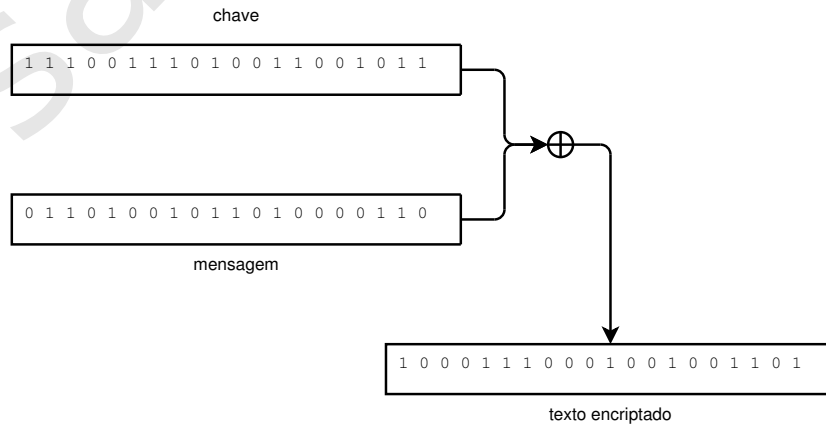 chave
1 1 1 0 0 1 1 1 0 1 0 0 1 1 0 0 1 0 1 1
0 1 1 0 1 0 0 1 0 1 1 0 1 0 0 0 0 1 1 0
mensagem
1 0 0 0 1 1 1 0 0 0 1 0 0 1 0 0 1 1 0 1
texto encriptado